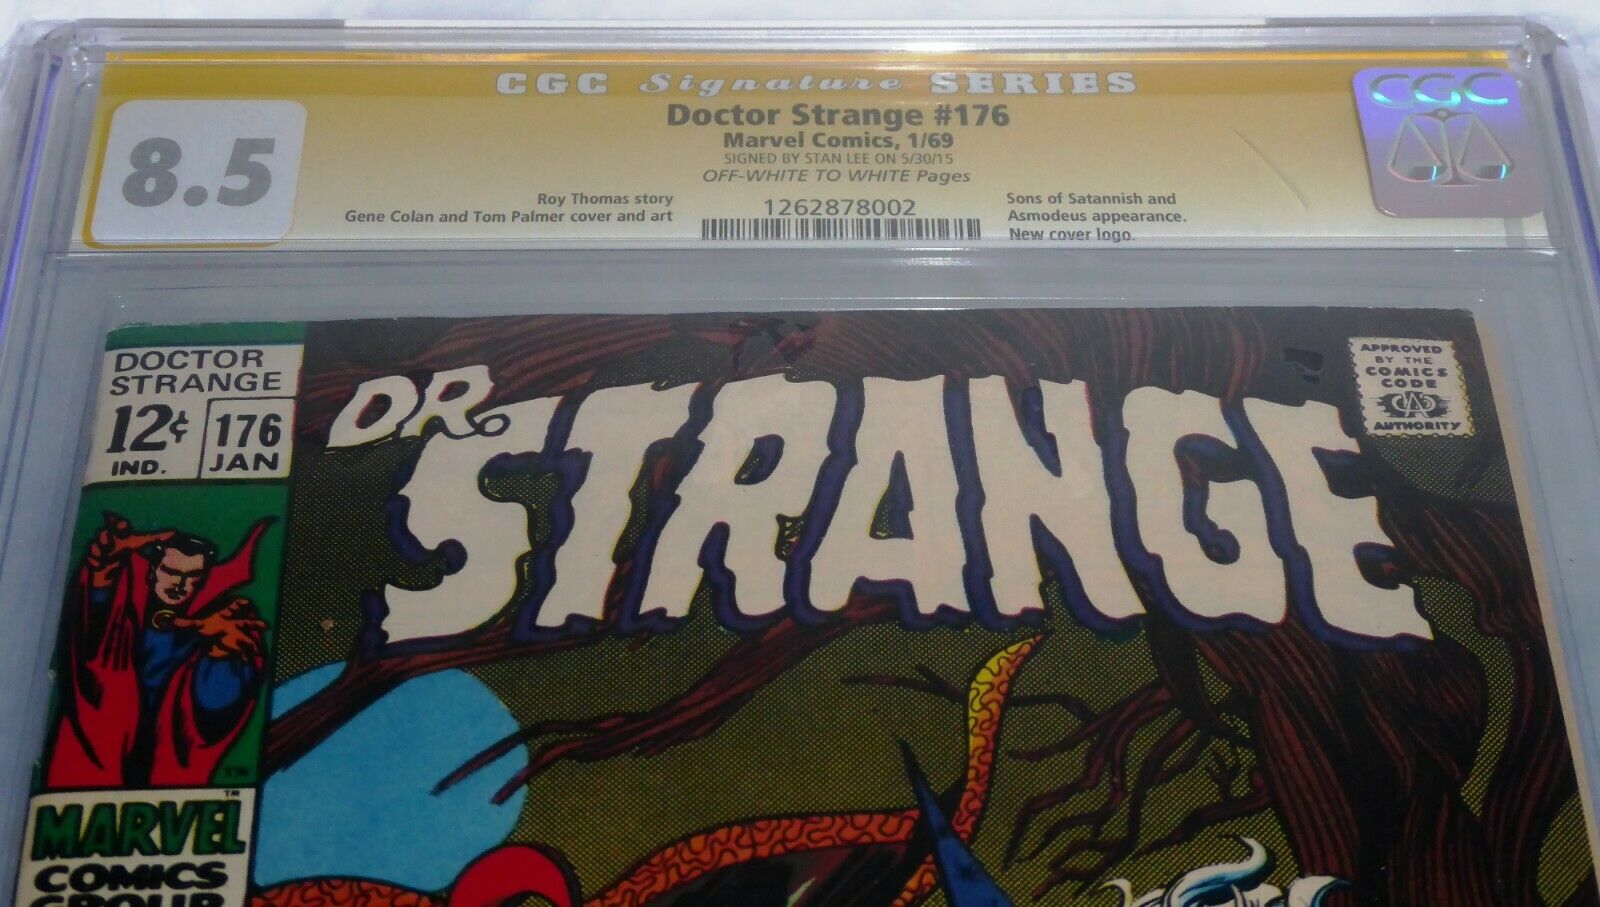 CGC Signature SERIES
CGC
Doctor Strange #176
Marvel Comics, 1/69
SIGNED BY STAN LEE ON 5/30/15
OFF-WHITE TO WHITE Pages
8.5
Roy Thomas story
Gene Colan and Tom Palmer cover and art
1262878002
Sons of Satannish and
Asmodeus appearance.
New cover logo.
DOCTOR
STRANGE
12¢
IND.
176
JAN
DR.
STRANGE
APPROVED
BY THE
COMICS
CODE
CA
AUTHORITY
TM
MARVEL™
COMICS
GROUP